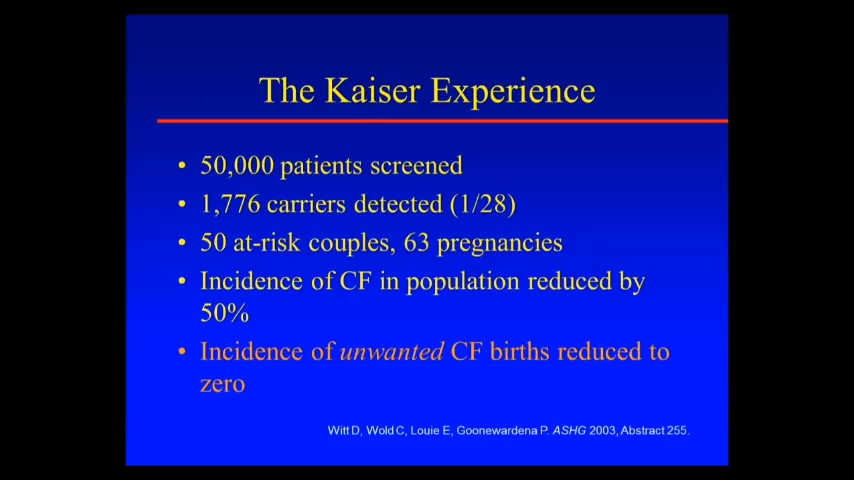 The Kaiser Experience
• 50,000 patients screened
• 1,776 carriers detected (1/28)
• 50 at-risk couples, 63 pregnancies
• Incidence of CF in population reduced by
50%
• Incidence of unwanted CF births reduced to
zero
Witt D, Wold C, Louie E, Goonewardena P. ASHG 2003, Abstract 255.